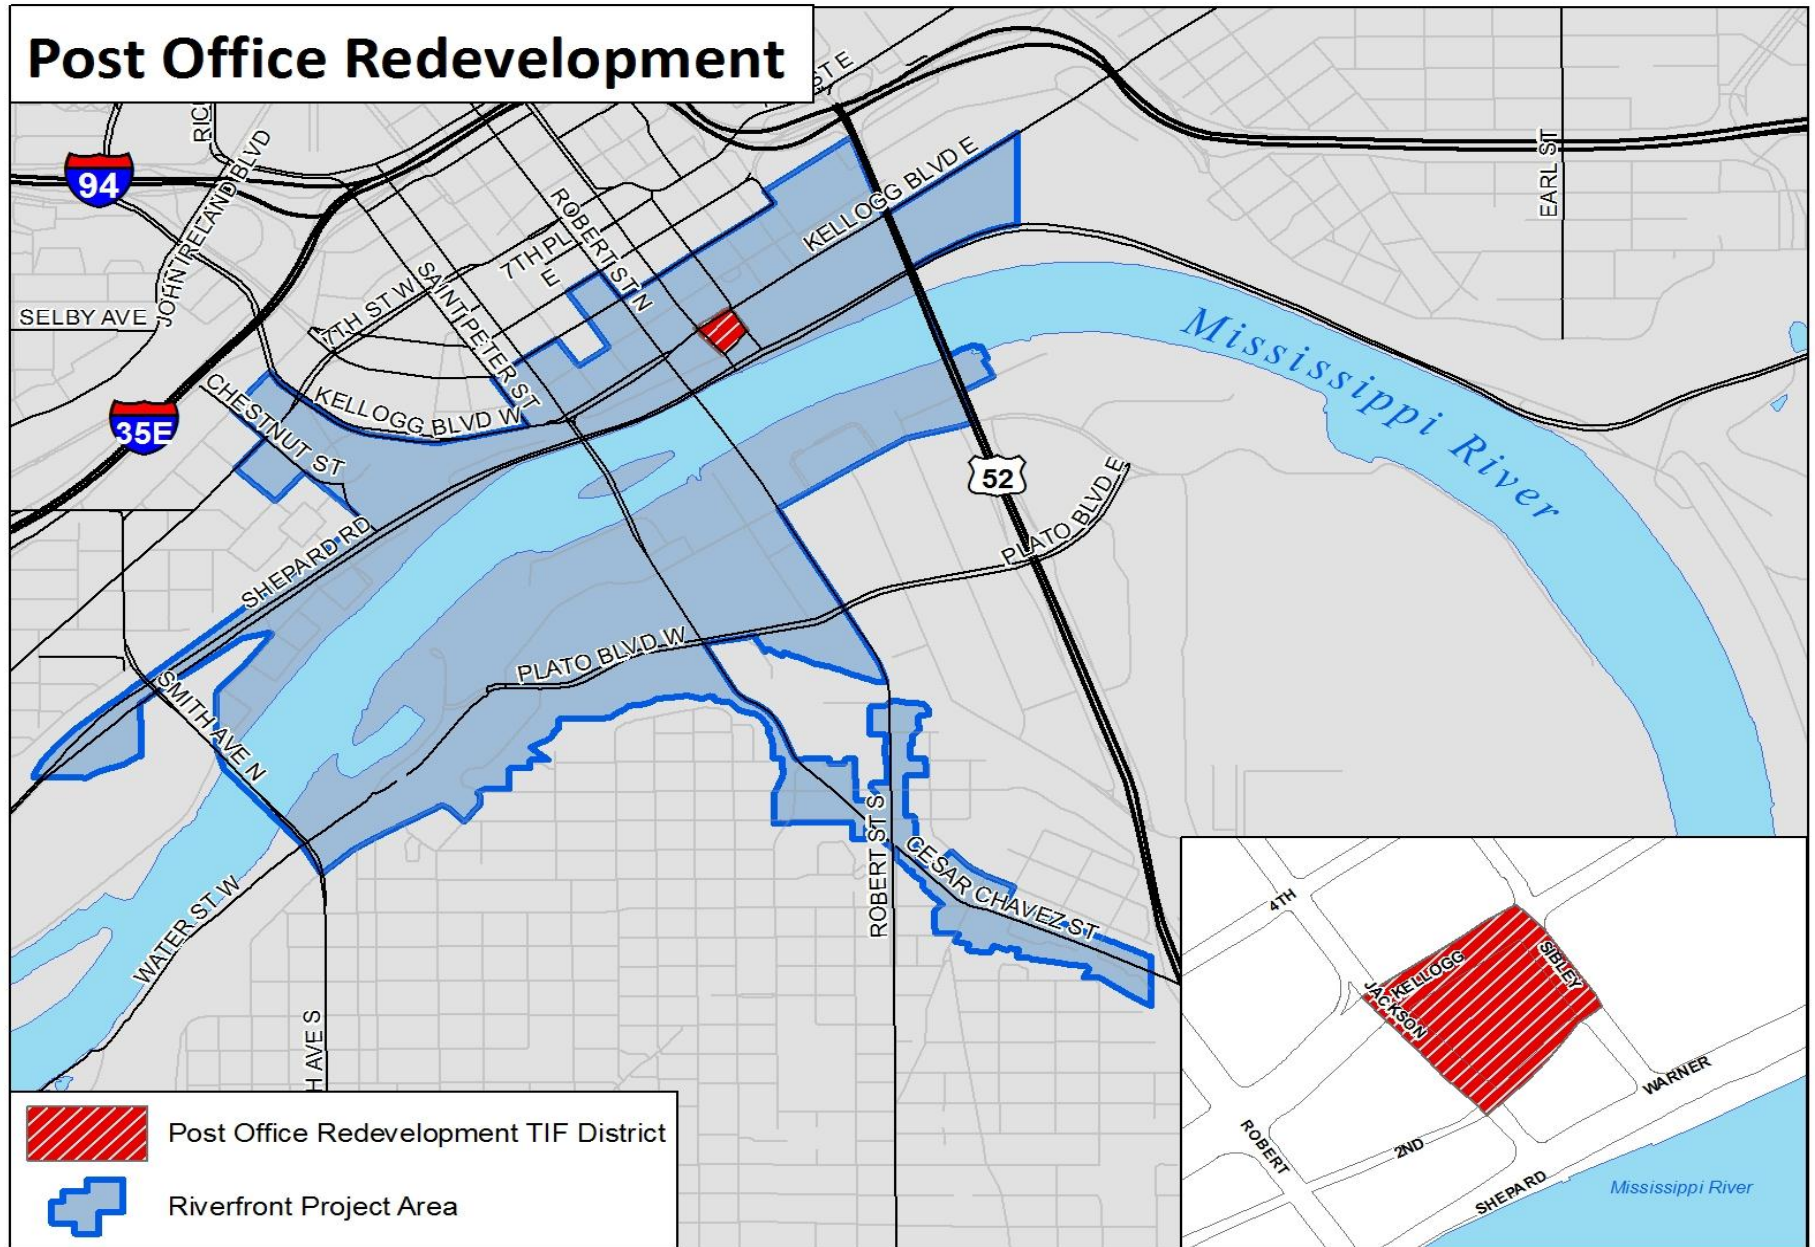 Post Office Redevelopment
ST E
RIC
94
JOHN IRELAND BLVD
SELBY AVE
35E
CHESTNUT ST
7TH ST W
SAINT PETER ST
7TH PL
E
ROBERT ST N
KELLOGG BLVD E
KELLOGG BLVD W
EARL ST
Mississippi River
52
PLATO BLVD E
SHEPARD RD
PLATO BLVD W
SMITH AVE N
WATER ST W
H AVE S
ROBERT ST S
CESAR CHAVEZ ST
4TH
KELLOGG
SIBLEY
JACKSON
WARNER
ROBERT
2ND
SHEPARD
Mississippi River
Post Office Redevelopment TIF District
Riverfront Project Area